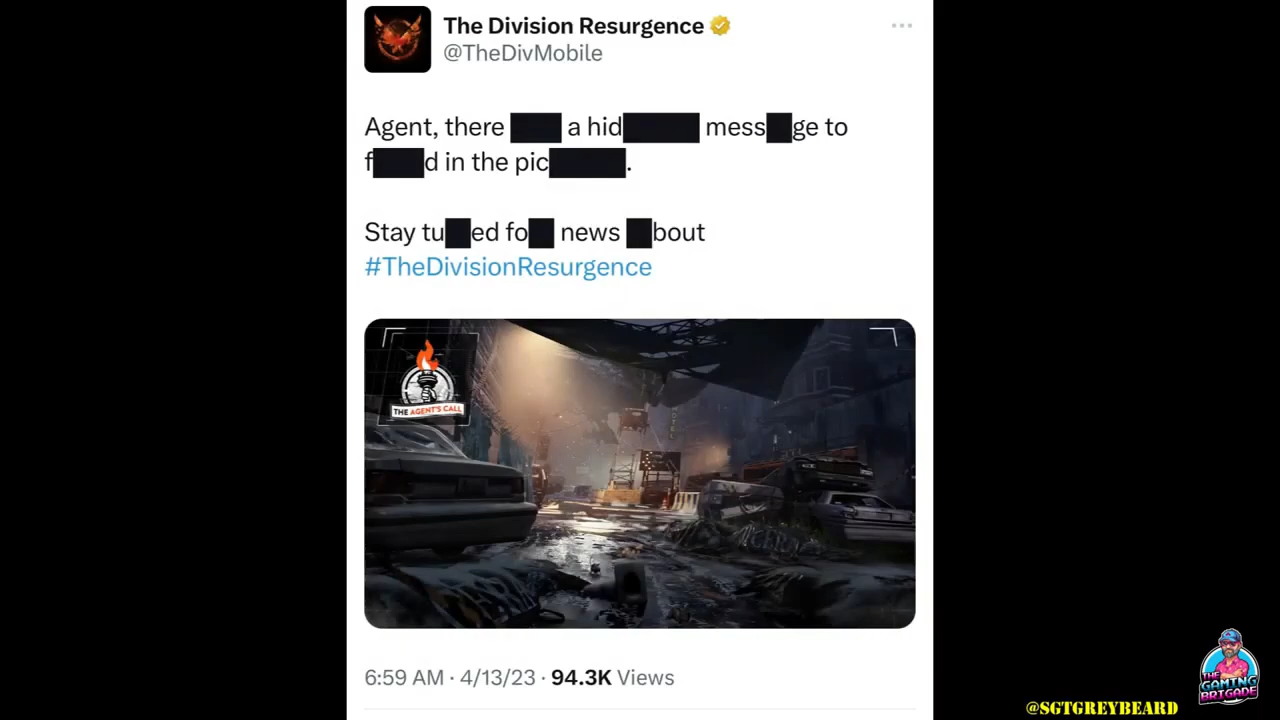 The Division Resurgence
@TheDivMobile
Agent, there ██ a hid███ mess█ge to
f██d in the pic███.
Stay tu█ed fo█ news █bout
#TheDivisionResurgence
THE AGENT'S CALL
MOTEL
6:59 AM · 4/13/23 · 94.3K Views
@SGTGREYBEARD
THE
GAMING
BRIGADE